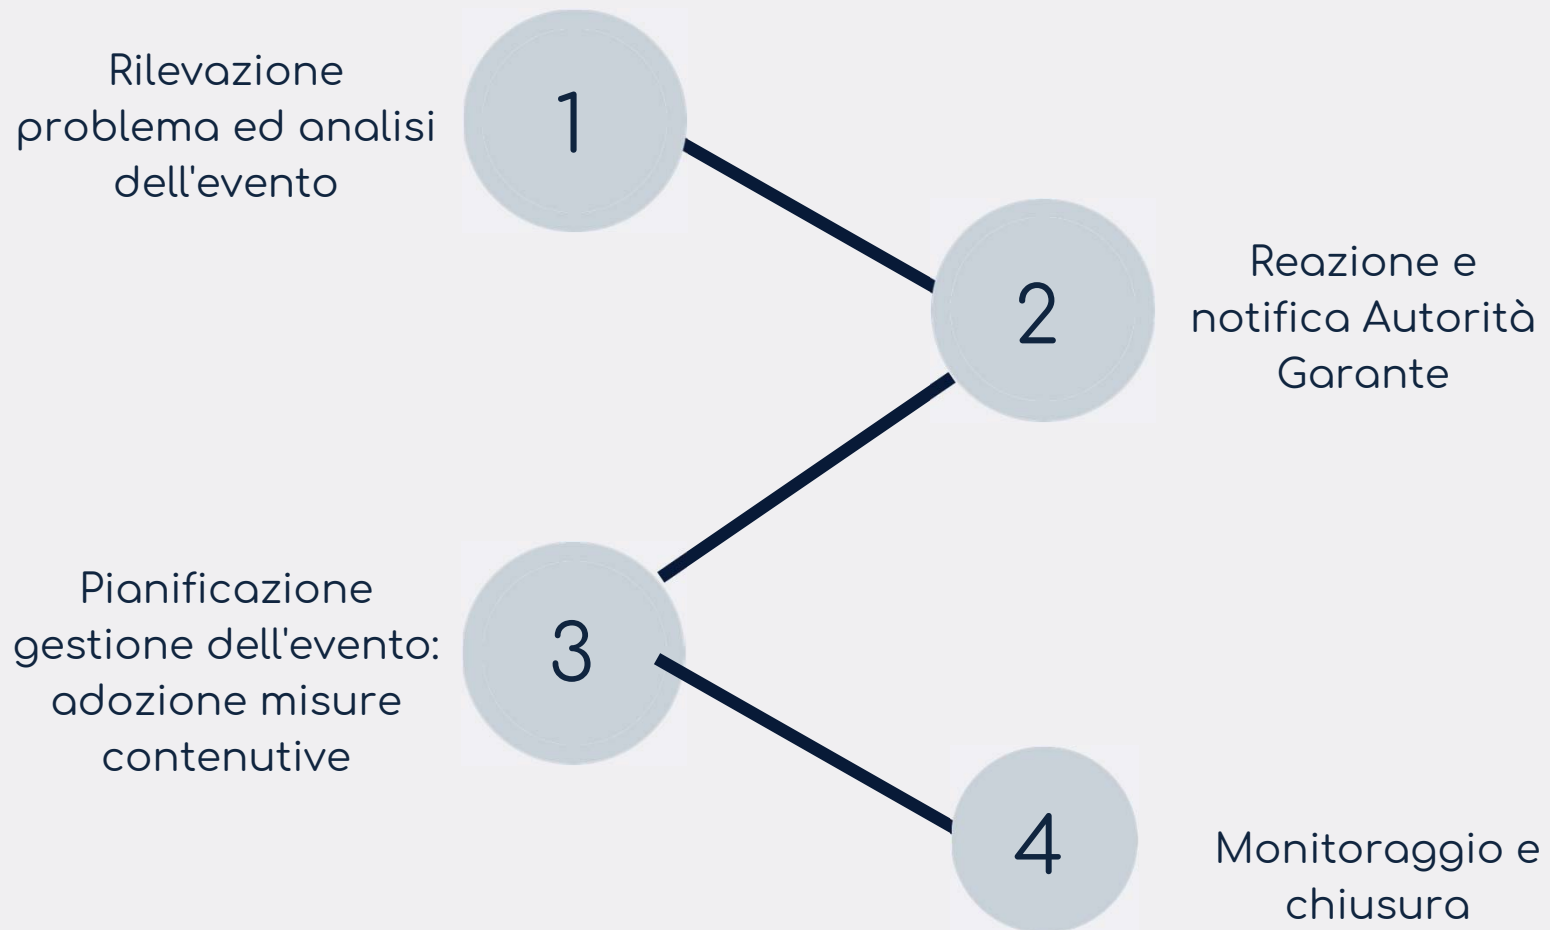 Rilevazione
problema ed analisi
dell'evento
1
2
Reazione e
notifica Autorità
Garante
Pianificazione
gestione dell'evento:
adozione misure
contenutive
3
4
Monitoraggio e
chiusura